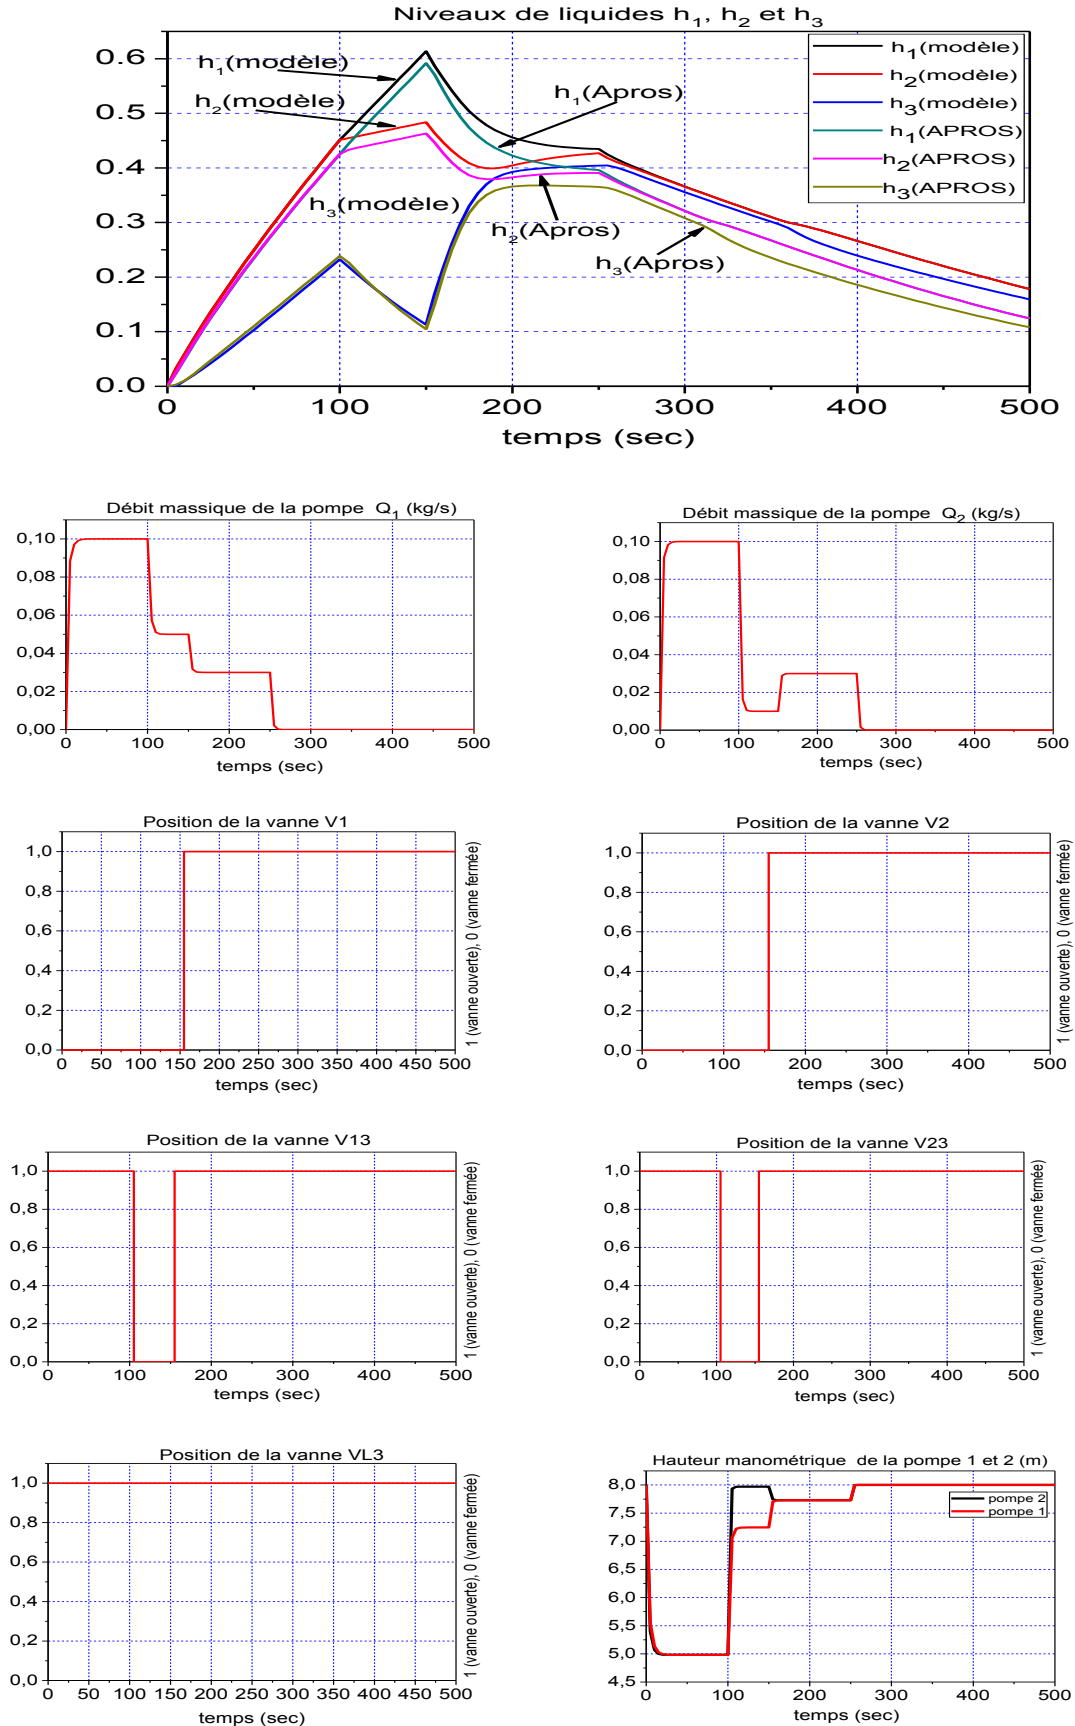 Niveaux de liquides h1, h2 et h3
h1(modèle)
h2(modèle)
h1(Apros)
h3(modèle)
h2(Apros)
h3(Apros)
h1(modèle)
h2(modèle)
h3(modèle)
h1(APROS)
h2(APROS)
h3(APROS)
0.6
0.5
0.4
0.3
0.2
0.1
0.0
0 100 200 300 400 500
temps (sec)
Débit massique de la pompe Q1 (kg/s)
0,10
0,08
0,06
0,04
0,02
0,00
0 100 200 300 400 500
temps (sec)
Débit massique de la pompe Q2 (kg/s)
0,10
0,08
0,06
0,04
0,02
0,00
0 100 200 300 400 500
temps (sec)
Position de la vanne V1
1,0
0,8
0,6
0,4
0,2
0,0
0 50 100 150 200 250 300 350 400 450 500
temps (sec)
1 (vanne ouverte), 0 (vanne fermée)
Position de la vanne V2
1,0
0,8
0,6
0,4
0,2
0,0
0 100 200 300 400 500
temps (sec)
1 (vanne ouverte), 0 (vanne fermée)
Position de la vanne V13
1,0
0,8
0,6
0,4
0,2
0,0
0 100 200 300 400 500
temps (sec)
1 (vanne ouverte), 0 (vanne fermée)
Position de la vanne V23
1,0
0,8
0,6
0,4
0,2
0,0
0 100 200 300 400 500
temps (sec)
1 (vanne ouverte), 0 (vanne fermée)
Position de la vanne VL3
1,0
0,8
0,6
0,4
0,2
0,0
0 50 100 150 200 250 300 350 400 450 500
temps (sec)
1 (vanne ouverte), 0 (vanne fermée)
Hauteur manométrique de la pompe 1 et 2 (m)
8,0
7,5
7,0
6,5
6,0
5,5
5,0
4,5
pompe 2
pompe 1
0 100 200 300 400 500
temps (sec)